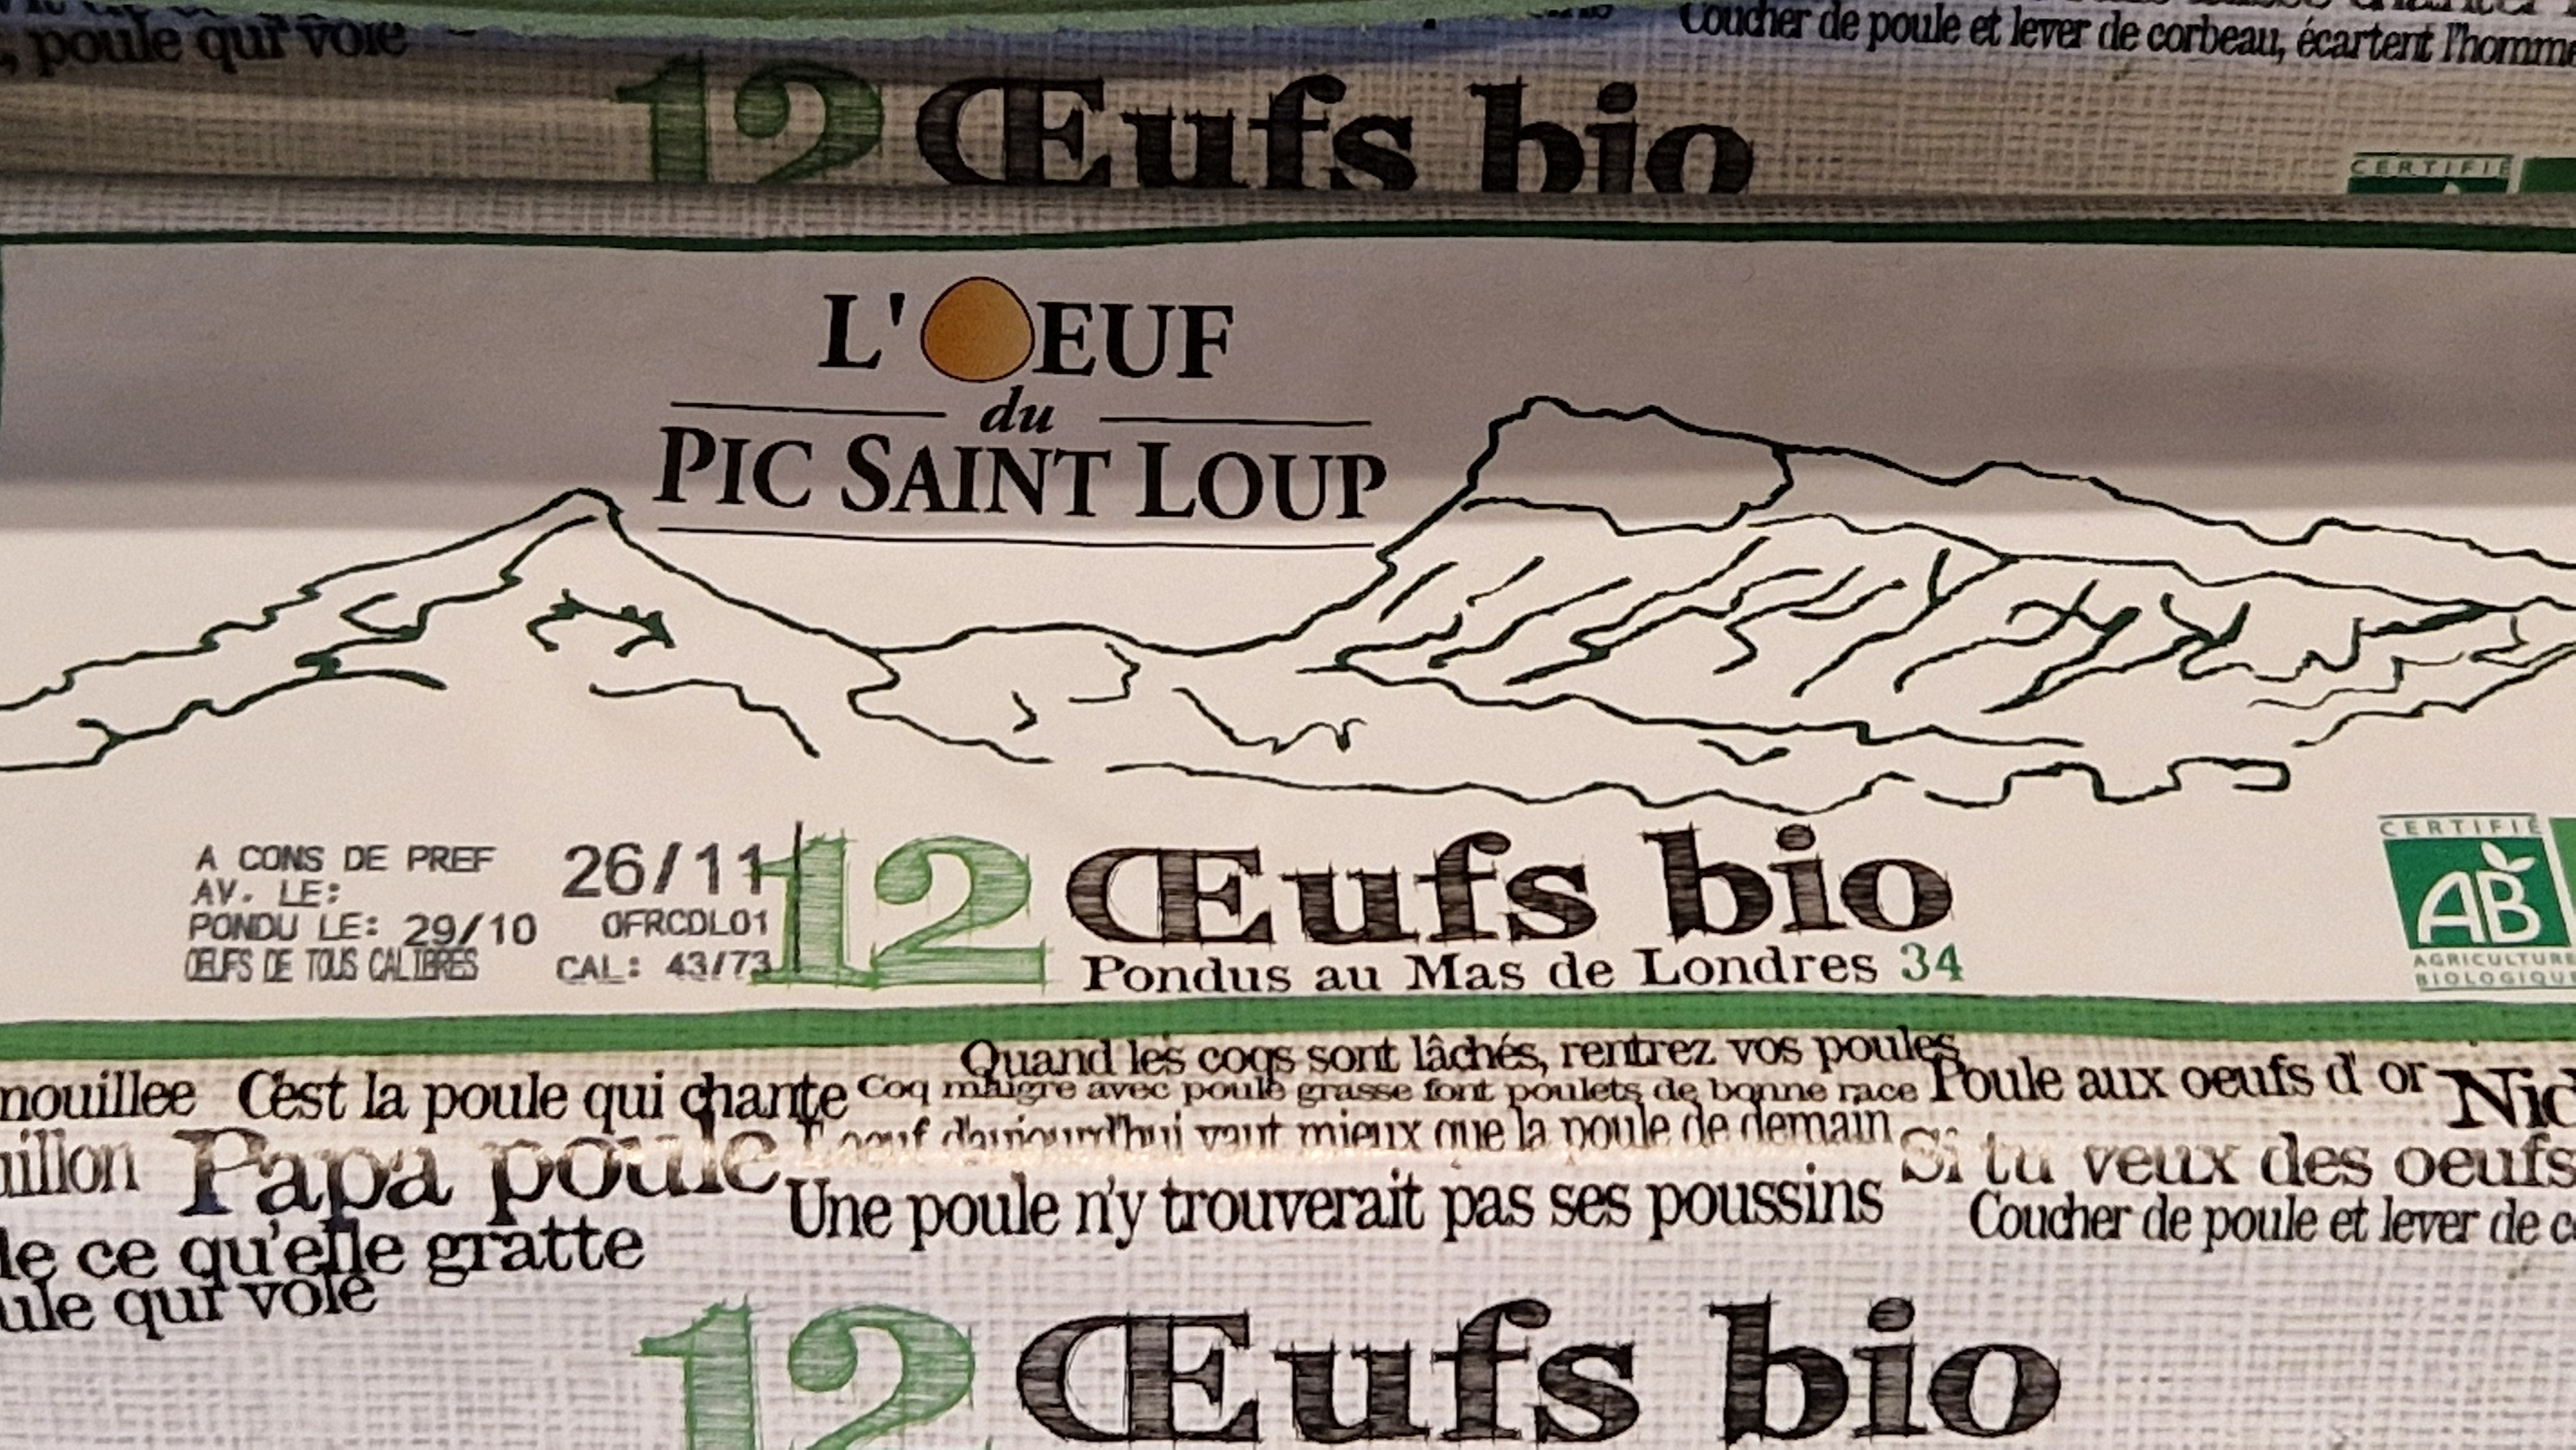 poule qui vole
Coucher de poule et lever de corbeau, écartent l'homme
12 Œufs bio
CERTIFIÉ
L'OEUF
du
PIC SAINT LOUP
A CONS DE PREF
AV. LE:
26/11
PONDU LE: 29/10
0FRCDL01
ŒUFS DE TOUS CALIBRES
CAL: 43/73
12 Œufs bio
Pondus au Mas de Londres 34
CERTIFIÉ
AB
AGRICULTURE
BIOLOGIQUE
Quand les coqs sont lâchés, rentrez vos poules
nouillee C'est la poule qui chante
Coq maigre avec poule grasse font poulets de bonne race
Poule aux oeufs d'or
L'oeuf d'aujourd'hui vaut mieux que la poule de demain
Papa poule
Si tu veux des oeufs
Une poule n'y trouverait pas ses poussins
Coucher de poule et lever de
ce qu'elle gratte
qui vole
12 Œufs bio